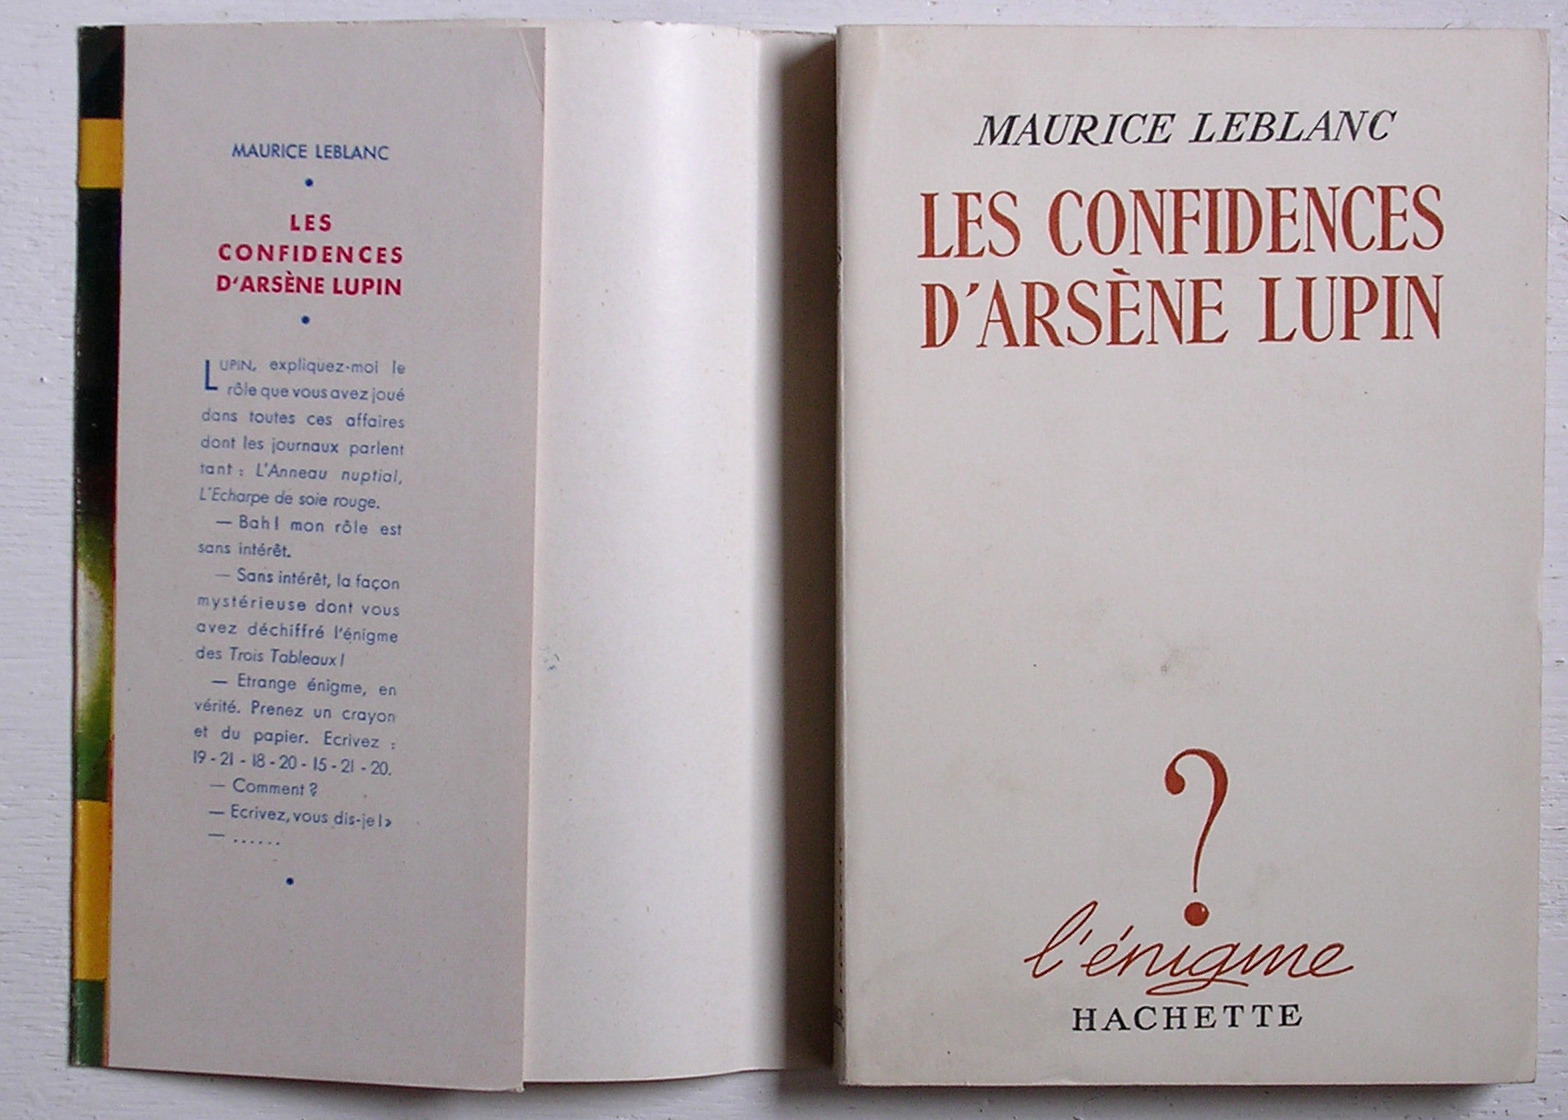 MAURICE LEBLANC
LES
CONFIDENCES
D'ARSÈNE LUPIN
LUPIN, expliquez-moi le
rôle que vous avez joué
dans toutes ces affaires
dont les journaux parlent
tant : L'Anneau nuptial,
L'Echarpe de soie rouge.
— Bah! mon rôle est
sans intérêt.
— Sans intérêt, la façon
mystérieuse dont vous
avez déchiffré l'énigme
des Trois Tableaux!
— Etrange énigme, en
vérité. Prenez un crayon
et du papier. Ecrivez :
19-21-18-20-15-21-20.
— Comment?
— Ecrivez, vous dis-je!»
— ......
MAURICE LEBLANC
LES CONFIDENCES
D'ARSÈNE LUPIN
?
l'énigme
HACHETTE